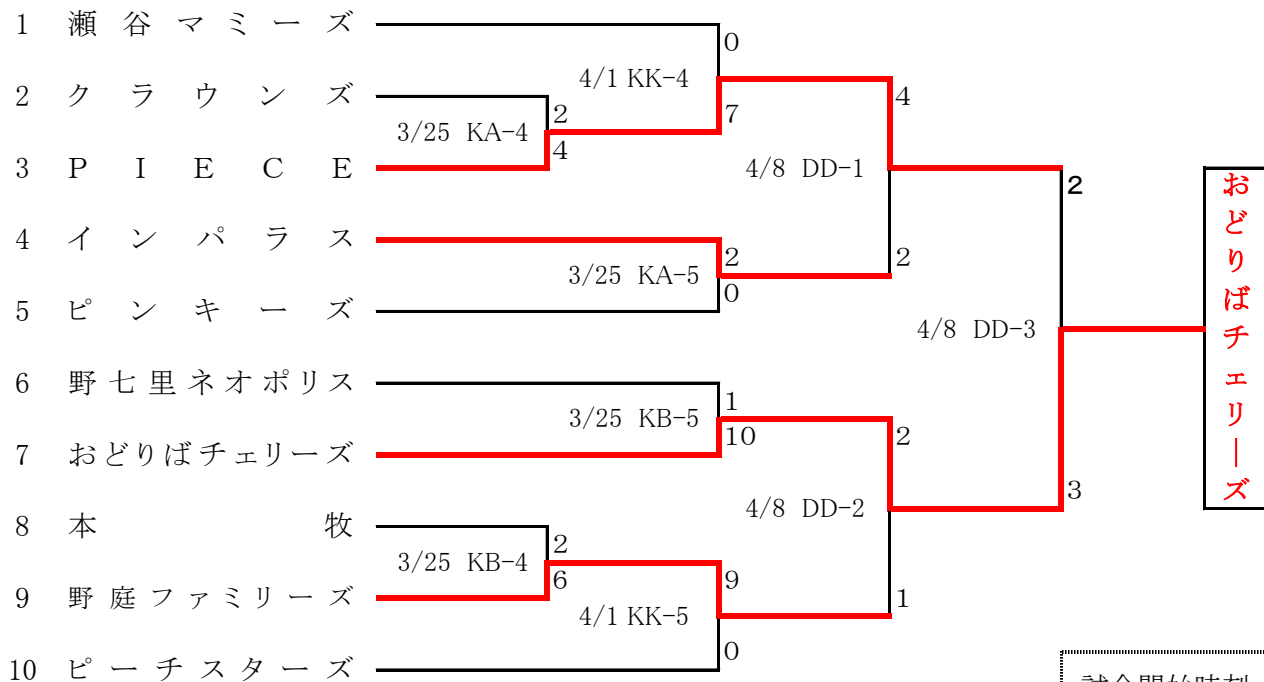 1 瀬谷マミーズ
0
4/1 KK-4
2 クラウンズ
2
7
4
3/25 KA-4
4
3 PIECE
4/8 DD-1
2
4 インパラス
2
2
3/25 KA-5
0
5 ピンキーズ
4/8 DD-3
おどりばチェリーズ
6 野七里ネオポリス
1
3/25 KB-5
10
2
7 おどりばチェリーズ
3
4/8 DD-2
8 本牧
2
3/25 KB-4
6
9
1
9 野庭ファミリーズ
4/1 KK-5
0
10 ピーチスターズ
試合開始時刻